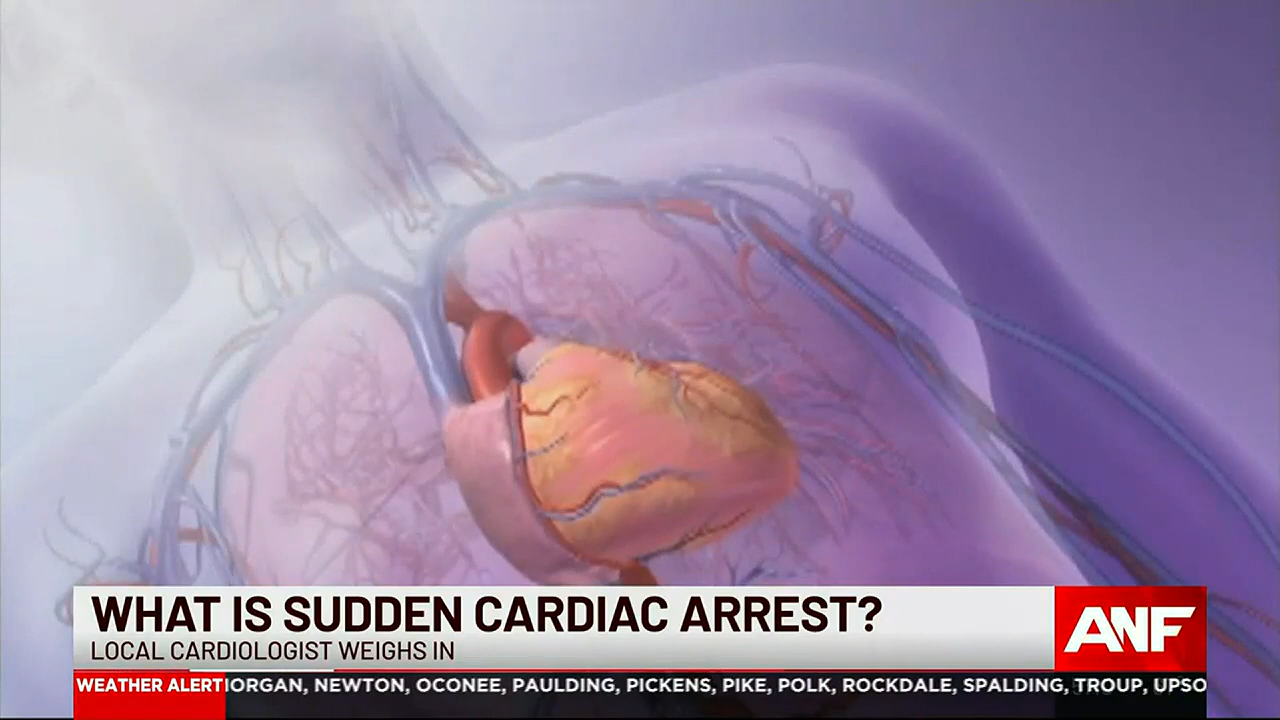 WHAT IS SUDDEN CARDIAC ARREST?
LOCAL CARDIOLOGIST WEIGHS IN
ANF
WEATHER ALERT
NEWTON, OCONEE, PAULDING, PICKENS, PIKE, POLK, ROCKDALE, SPALDING, TROUP,